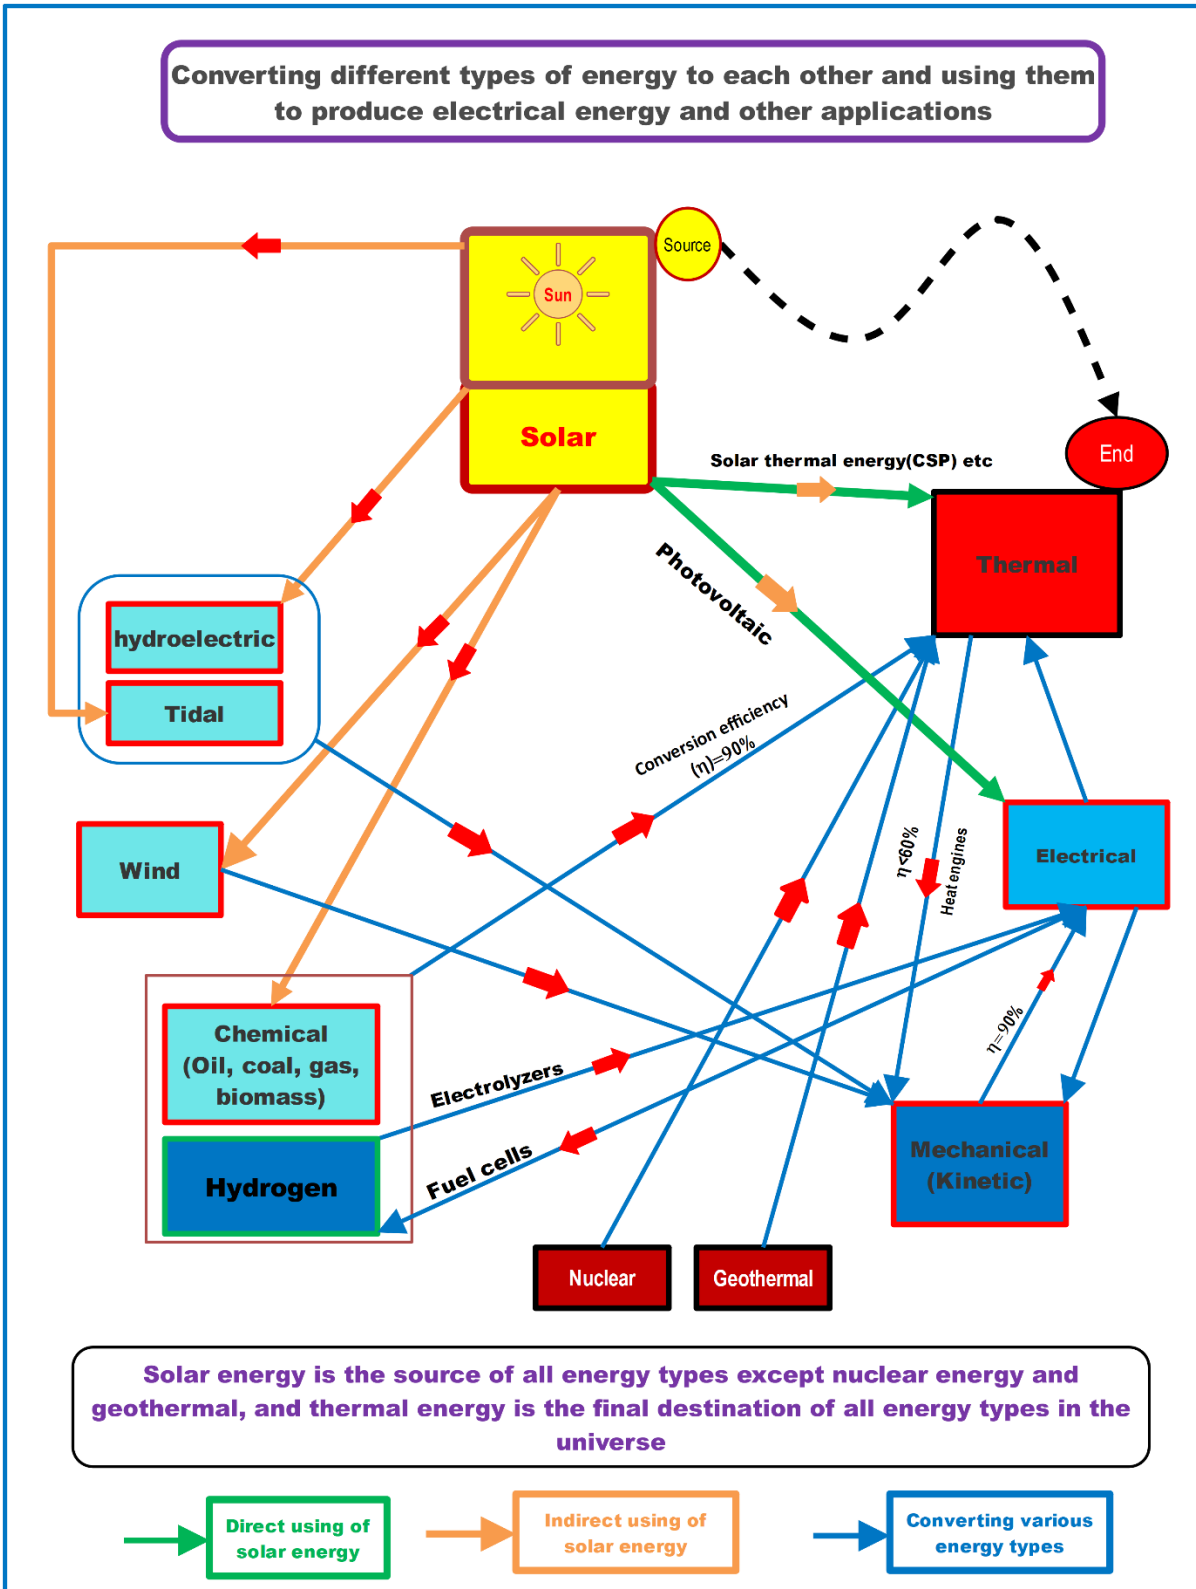 Converting different types of energy to each other and using them
to produce electrical energy and other applications
Source
Sun
Solar
End
Solar thermal energy(CSP) etc
Thermal
Photovoltaic
hydroelectric
Tidal
Conversion efficiency
(η)=90%
Wind
η<60%
Heat engines
Electrical
Chemical
(Oil, coal, gas,
biomass)
Electrolyzers
η=90%
Hydrogen
Fuel cells
Mechanical
(Kinetic)
Nuclear
Geothermal
Solar energy is the source of all energy types except nuclear energy and
geothermal, and thermal energy is the final destination of all energy types in the
universe
Direct using of
solar energy
Indirect using of
solar energy
Converting various
energy types